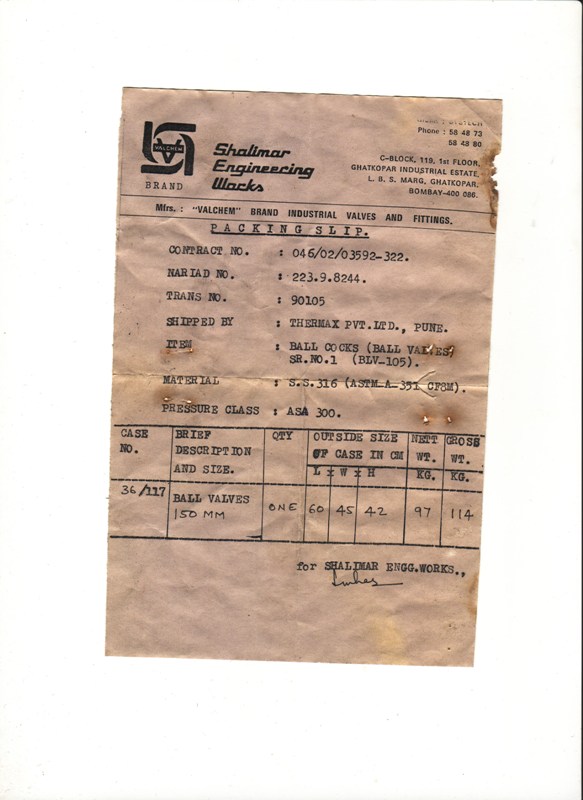 Phone : 58 48 73
58 48 80
VALCHEM
BRAND
Shalimar
Engineering
Works
C-BLOCK, 119, 1st FLOOR,
GHATKOPAR INDUSTRIAL ESTATE,
L. B. S. MARG, GHATKOPAR,
BOMBAY-400 086.
Mfrs. : "VALCHEM" BRAND INDUSTRIAL VALVES AND FITTINGS.
PACKING SLIP.
CONTRACT NO. : 046/02/03592-322.
NARIAD NO. : 223.9.8244.
TRANS NO. : 90105
SHIPPED BY : THERMAX PVT.LTD., PUNE.
ITEM : BALL COCKS (BALL VALVES)
SR.NO.1 (BLV-105).
MATERIAL : S.S.316 (ASTM-A-351 CF8M).
PRESSURE CLASS : ASA 300.
CASE BRIEF QTY OUTSIDE SIZE NETT GROSS
NO. DESCRIPTION OF CASE IN CM WT. WT.
AND SIZE. L x W x H KG. KG.
36/117 BALL VALVES ONE 60 45 42 97 114
150 MM
for SHALIMAR ENGG.WORKS.,